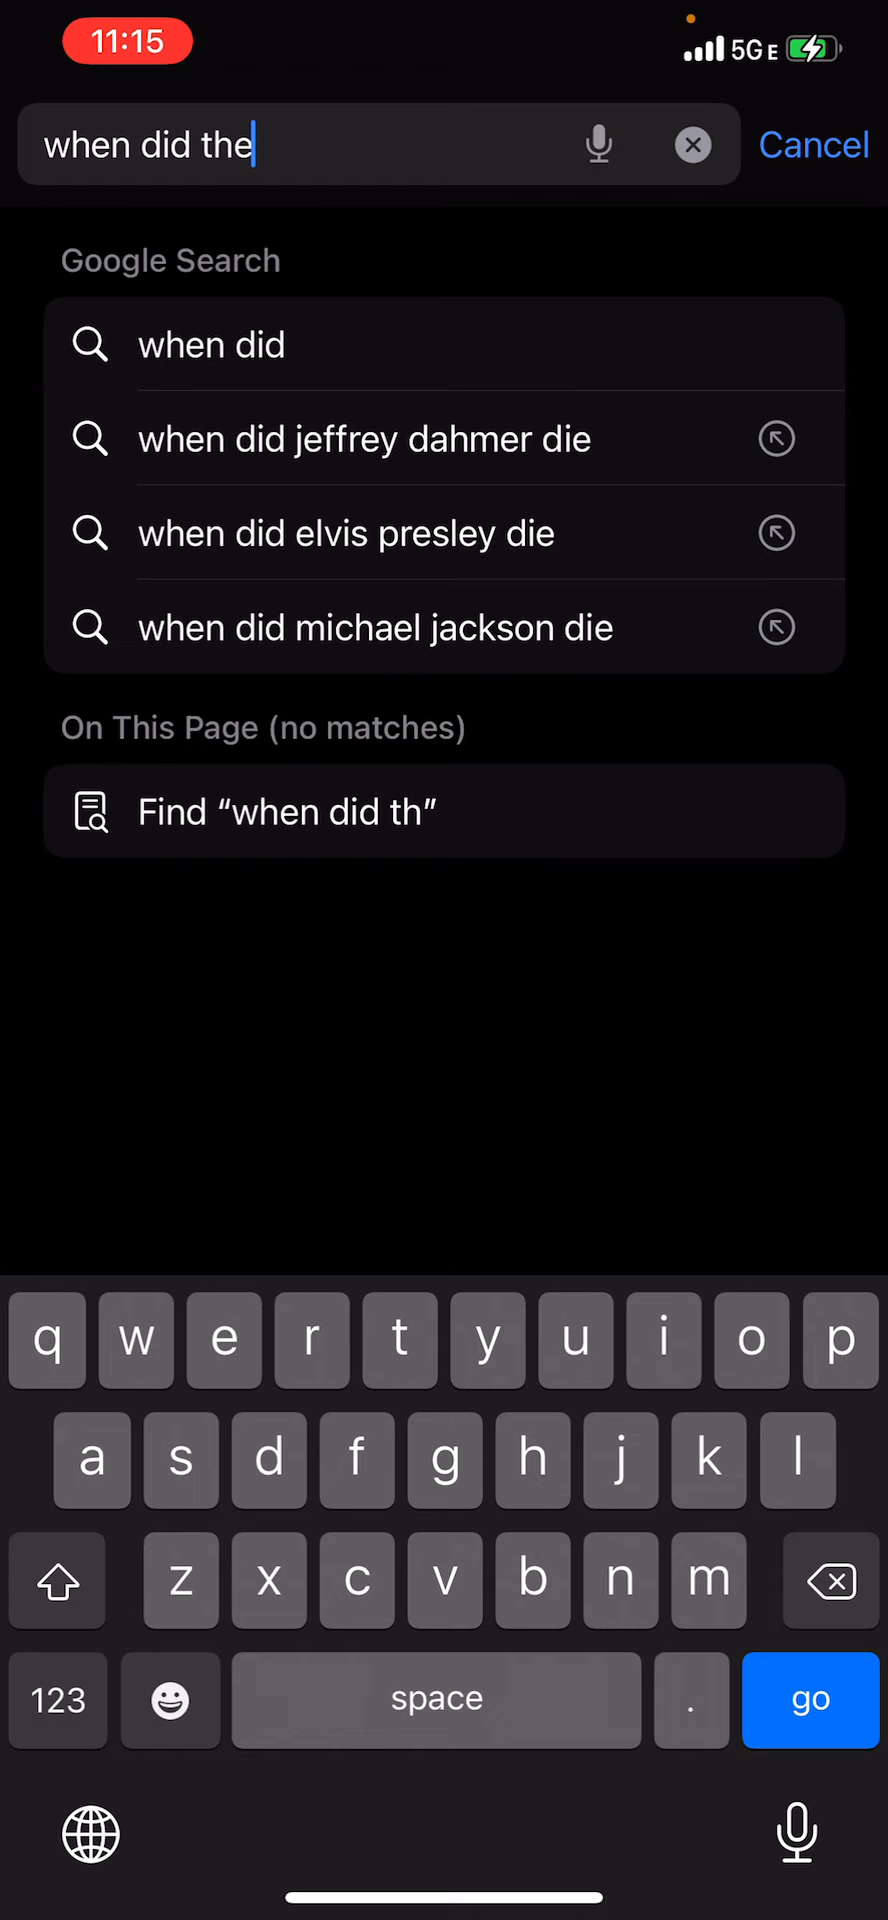 11:15
5G E
when did the
Cancel
Google Search
when did
when did jeffrey dahmer die
when did elvis presley die
when did michael jackson die
On This Page (no matches)
Find “when did th”
q w e r t y u i o p
a s d f g h j k l
z x c v b n m
123 space . go